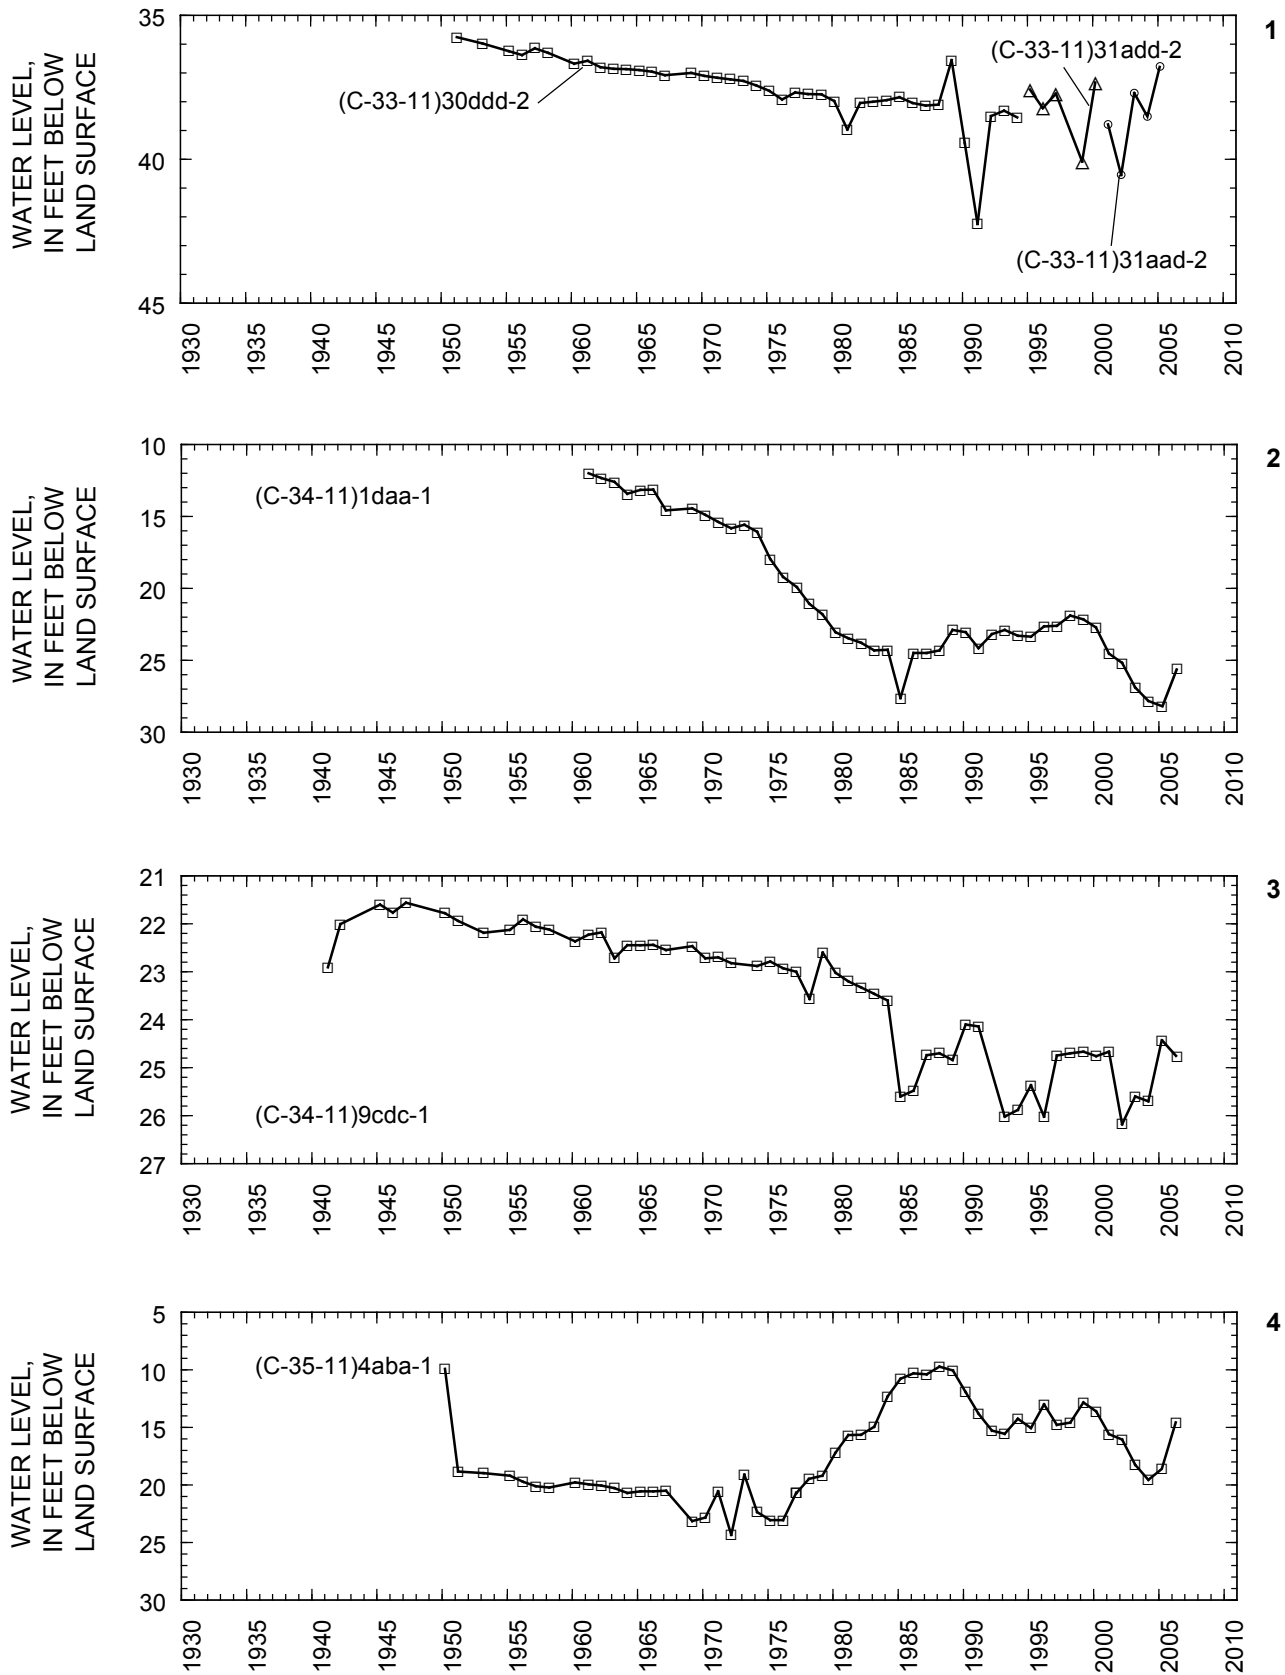 WATER LEVEL,
IN FEET BELOW
LAND SURFACE
35
40
45
(C-33-11)30ddd-2
(C-33-11)31add-2
(C-33-11)31aad-2
1
1930 1935 1940 1945 1950 1955 1960 1965 1970 1975 1980 1985 1990 1995 2000 2005 2010
WATER LEVEL,
IN FEET BELOW
LAND SURFACE
10
15
20
25
30
(C-34-11)1daa-1
2
1930 1935 1940 1945 1950 1955 1960 1965 1970 1975 1980 1985 1990 1995 2000 2005 2010
WATER LEVEL,
IN FEET BELOW
LAND SURFACE
21
22
23
24
25
26
27
(C-34-11)9cdc-1
3
1930 1935 1940 1945 1950 1955 1960 1965 1970 1975 1980 1985 1990 1995 2000 2005 2010
WATER LEVEL,
IN FEET BELOW
LAND SURFACE
5
10
15
20
25
30
(C-35-11)4aba-1
4
1930 1935 1940 1945 1950 1955 1960 1965 1970 1975 1980 1985 1990 1995 2000 2005 2010